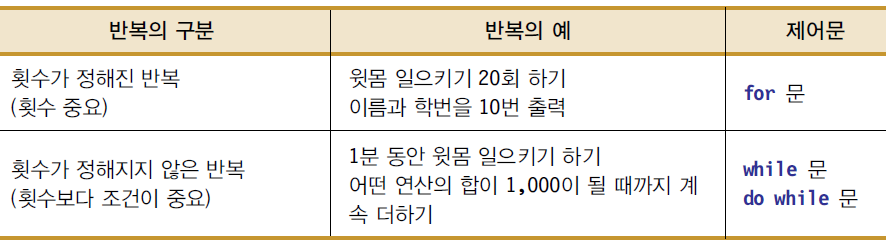 반복의 구분 반복의 예 제어문
횟수가 정해진 반복
(횟수 중요)
윗몸 일으키기 20회 하기
이름과 학번을 10번 출력
for 문
횟수가 정해지지 않은 반복
(횟수보다 조건이 중요)
1분 동안 윗몸 일으키기 하기
어떤 연산의 합이 1,000이 될 때까지 계
속 더하기
while 문
do while 문